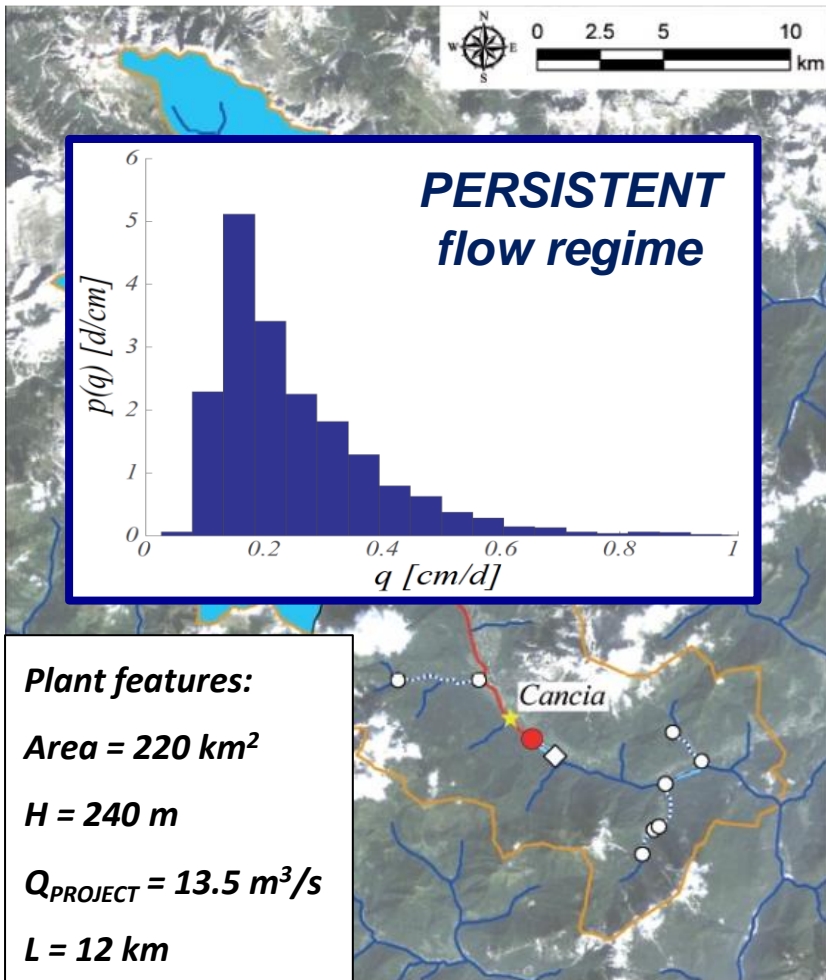 N
W E
S
0 2.5 5 10
km
PERSISTENT
flow regime
6
5
4
3
2
1
0
p(q) [d/cm]
0 0.2 0.4 0.6 0.8 1
q [cm/d]
Cancia
Plant features:
Area = 220 km²
H = 240 m
Q_PROJECT = 13.5 m³/s
L = 12 km